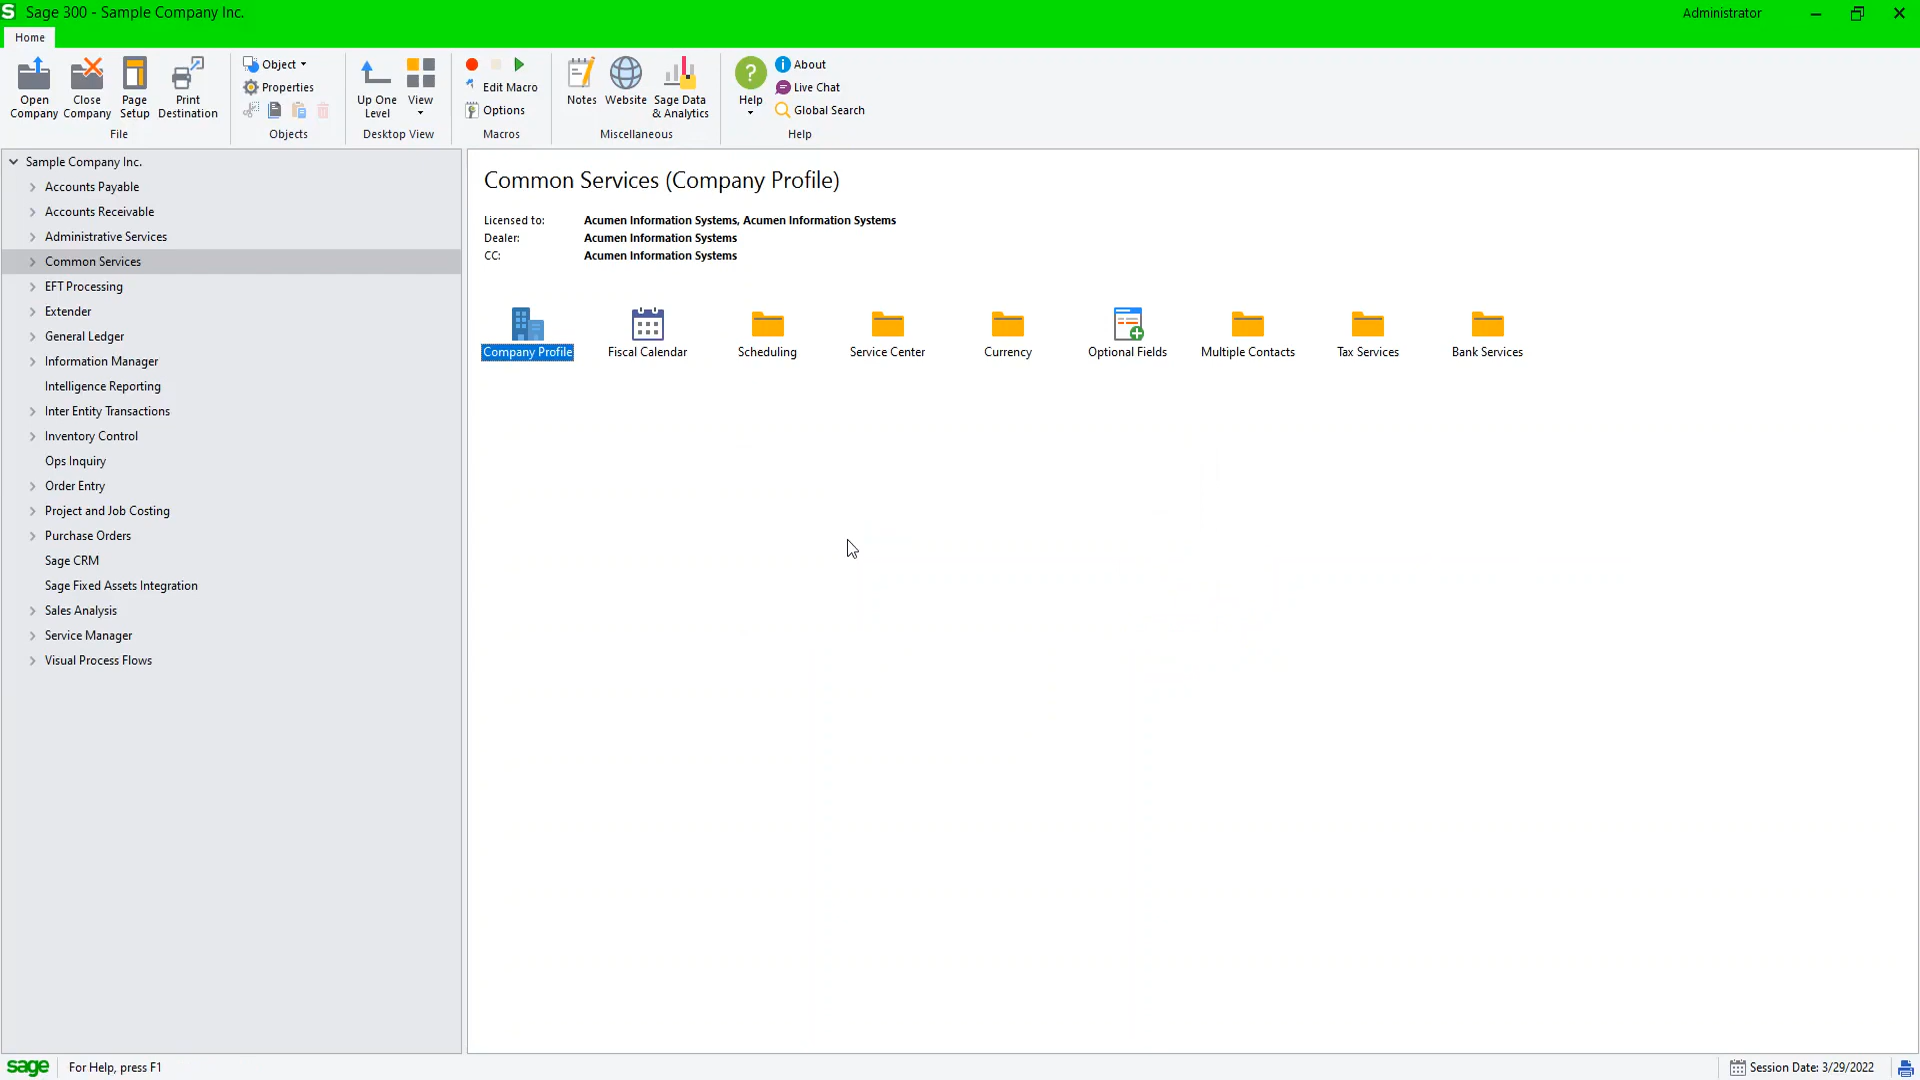 S Sage 300 - Sample Company Inc.
Administrator
Home
Open Company
Close Company
Page Setup
Print Destination
File
Object
Properties
Objects
Up One Level
View
Desktop View
Edit Macro
Options
Macros
Notes
Website
Sage Data & Analytics
Miscellaneous
Help
About
Live Chat
Global Search
Help
Sample Company Inc.
Accounts Payable
Accounts Receivable
Administrative Services
Common Services
EFT Processing
Extender
General Ledger
Information Manager
Intelligence Reporting
Inter Entity Transactions
Inventory Control
Ops Inquiry
Order Entry
Project and Job Costing
Purchase Orders
Sage CRM
Sage Fixed Assets Integration
Sales Analysis
Service Manager
Visual Process Flows
Common Services (Company Profile)
Licensed to: Acumen Information Systems, Acumen Information Systems
Dealer: Acumen Information Systems
CC: Acumen Information Systems
Company Profile
Fiscal Calendar
Scheduling
Service Center
Currency
Optional Fields
Multiple Contacts
Tax Services
Bank Services
sage
For Help, press F1
Session Date: 3/29/2022